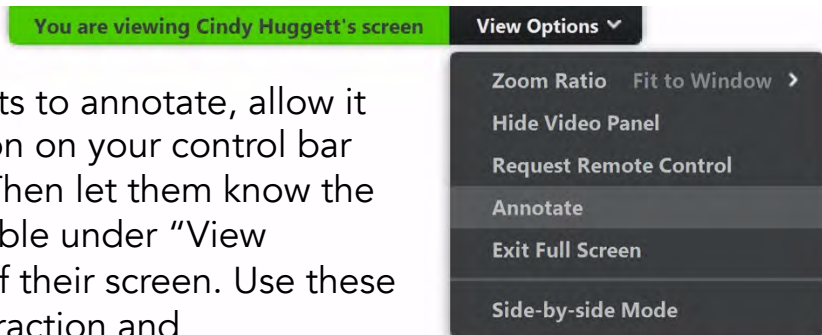 You are viewing Cindy Huggett's screen View Options
Zoom Ratio Fit to Window
Hide Video Panel
Request Remote Control
Annotate
Exit Full Screen
Side-by-side Mode
ts to annotate, allow it
on on your control bar
Then let them know the
ble under "View
f their screen. Use these
raction and